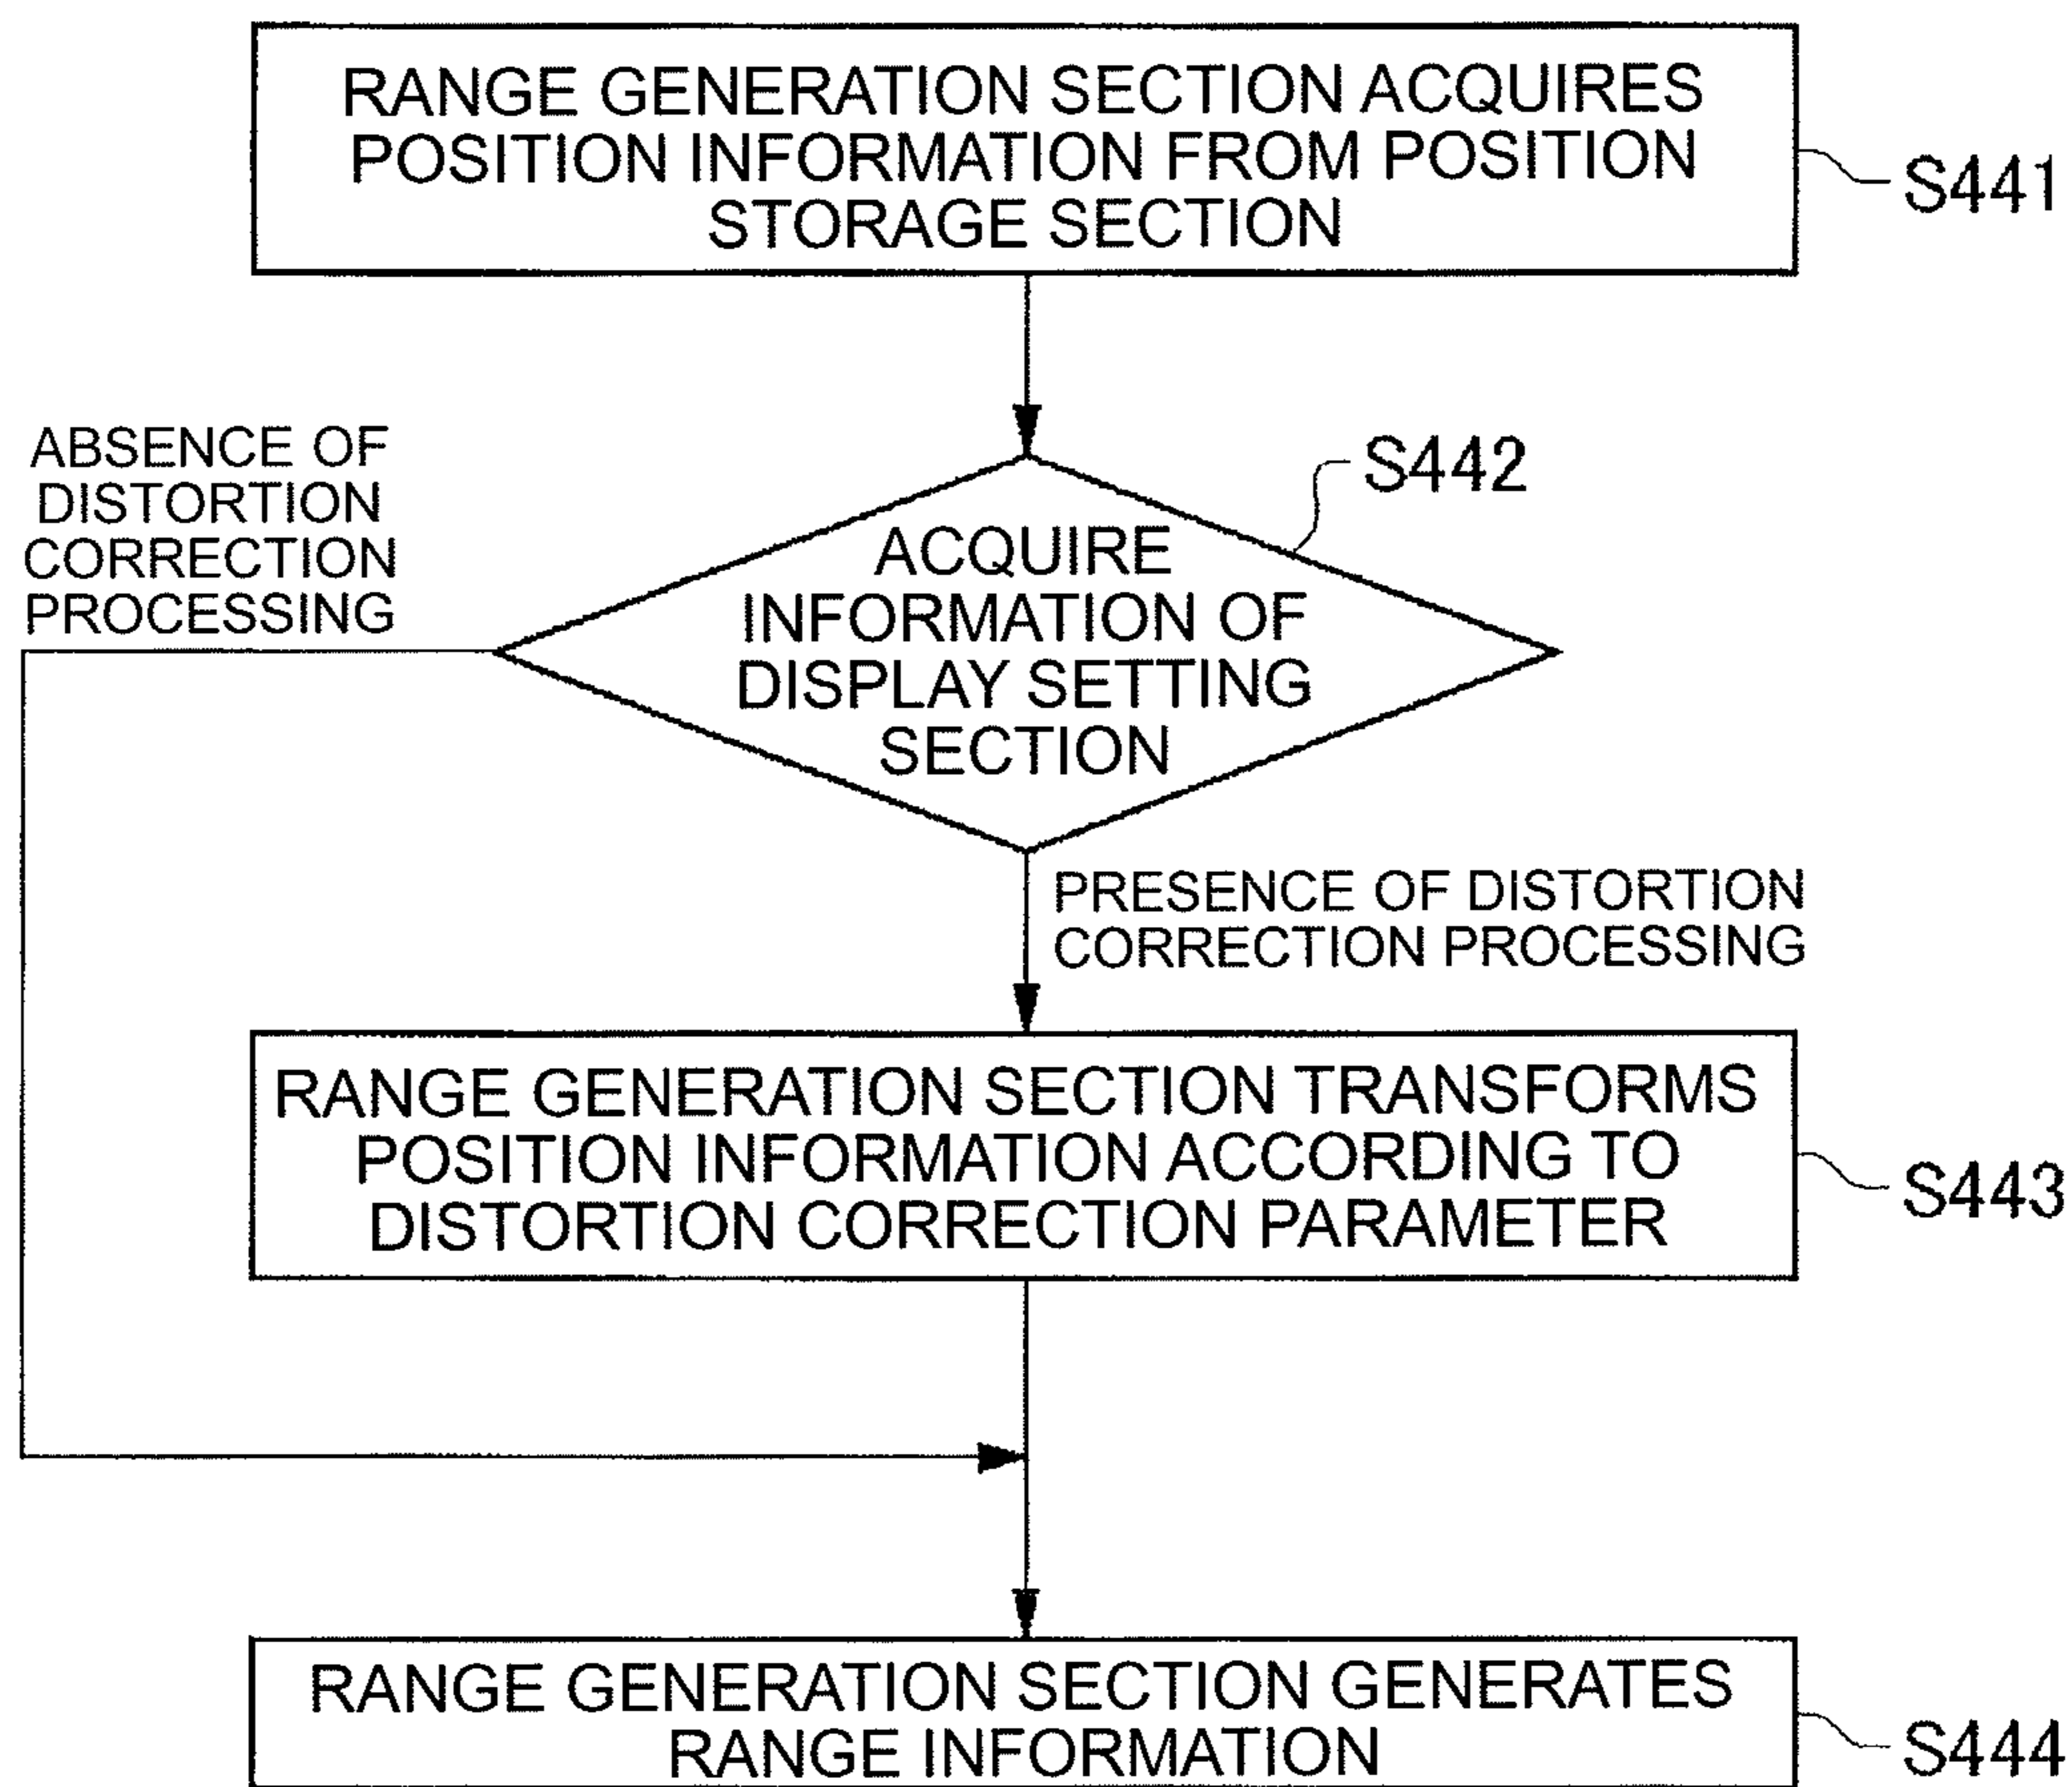 RANGE GENERATION SECTION ACQUIRES
POSITION INFORMATION FROM POSITION
STORAGE SECTION
S441
ABSENCE OF
DISTORTION
CORRECTION
PROCESSING
S442
ACQUIRE
INFORMATION OF
DISPLAY SETTING
SECTION
PRESENCE OF DISTORTION
CORRECTION PROCESSING
RANGE GENERATION SECTION TRANSFORMS
POSITION INFORMATION ACCORDING TO
DISTORTION CORRECTION PARAMETER
S443
RANGE GENERATION SECTION GENERATES
RANGE INFORMATION
S444